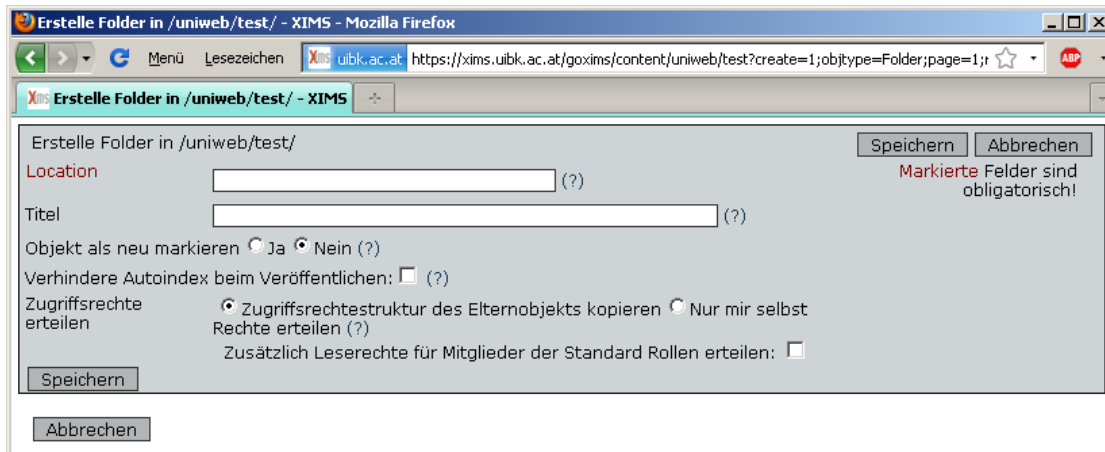 Erstelle Folder in /uniweb/test/ - XIMS - Mozilla Firefox
Menü Lesezeichen Xims uibk.ac.at https://xims.uibk.ac.at/goxims/content/uniweb/test?create=1;objtype=Folder;page=1;r ABP
Xims Erstelle Folder in /uniweb/test/ - XIMS
Erstelle Folder in /uniweb/test/ Speichern Abbrechen
Location (?) Markierte Felder sind
obligatorisch!
Titel (?)
Objekt als neu markieren Ja Nein (?)
Verhindere Autoindex beim Veröffentlichen: (?)
Zugriffsrechte
erteilen
Zugriffsrechtestruktur des Elternobjekts kopieren Nur mir selbst
Rechte erteilen (?)
Zusätzlich Leserechte für Mitglieder der Standard Rollen erteilen:
Speichern
Abbrechen